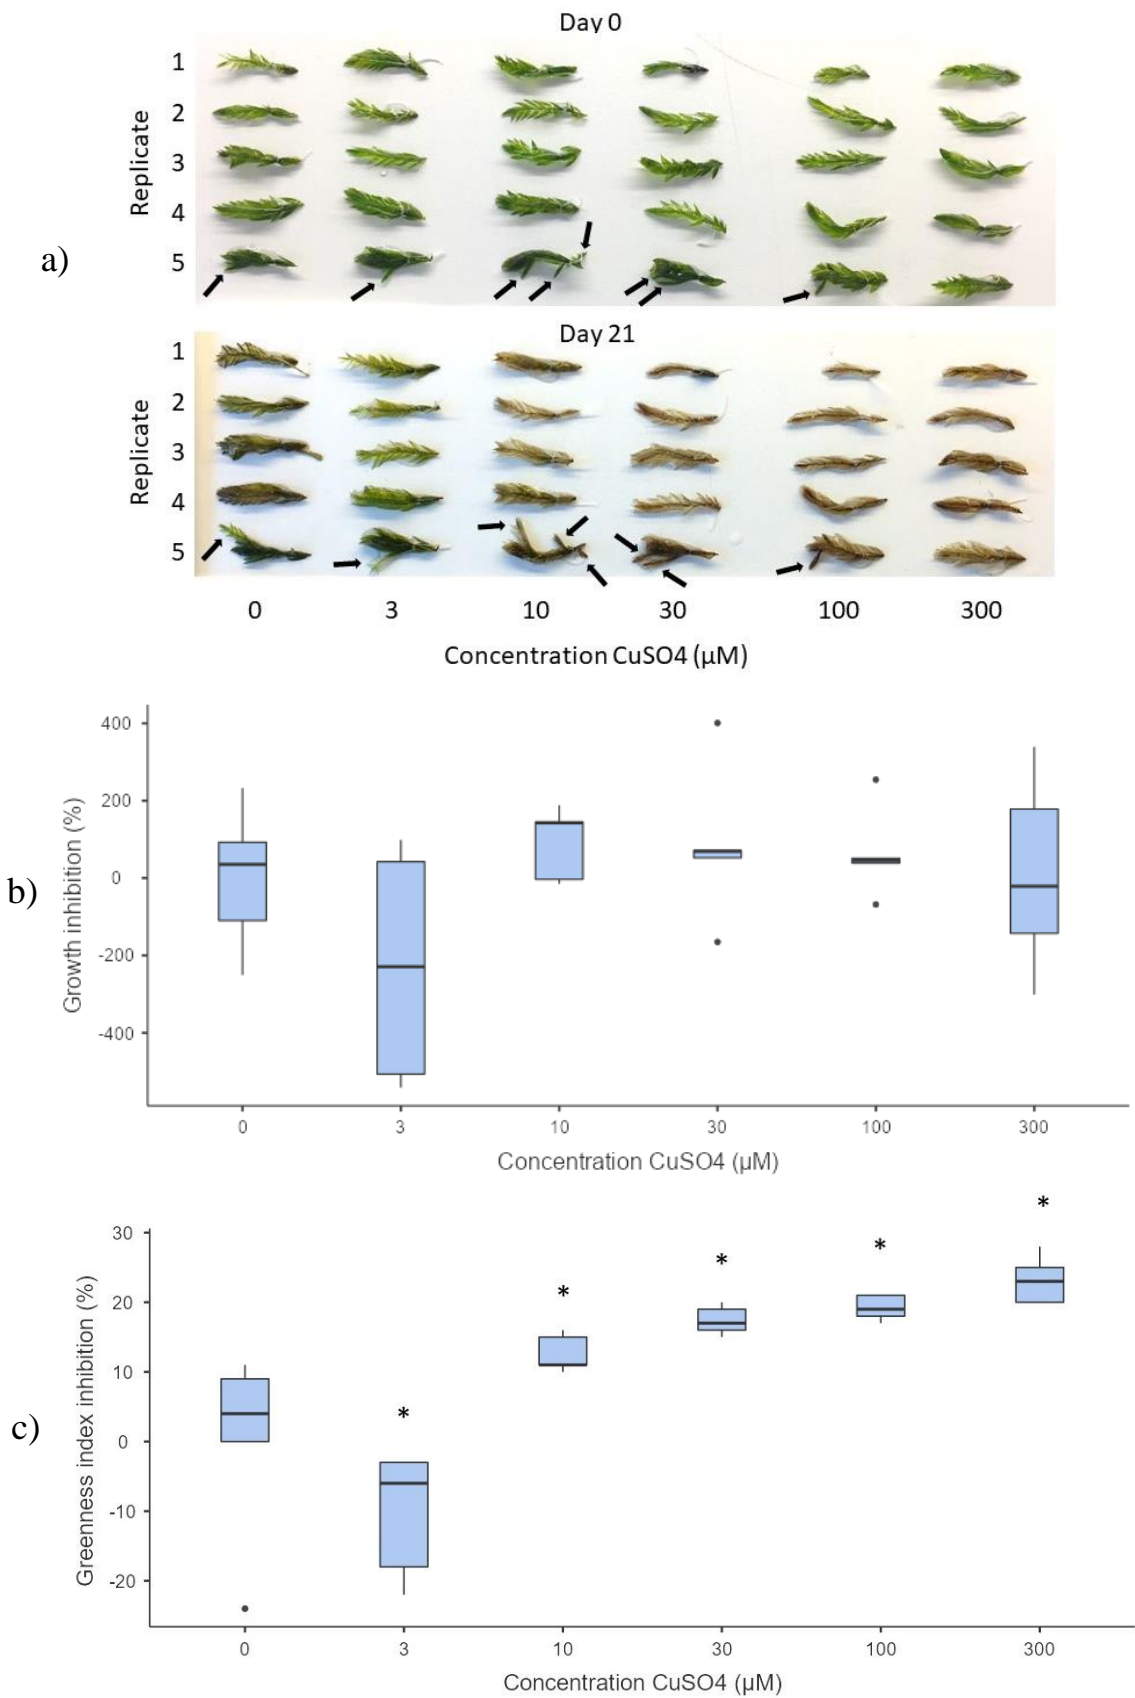 Day 0
1
2
3
4
5
Replicate
a)
Day 21
1
2
3
4
5
Replicate
0 3 10 30 100 300
Concentration CuSO4 (µM)
b)
Growth inhibition (%)
400
200
0
-200
-400
0 3 10 30 100 300
Concentration CuSO4 (µM)
c)
Greenness index inhibition (%)
30
20
10
0
-10
-20
* * * * * *
0 3 10 30 100 300
Concentration CuSO4 (µM)